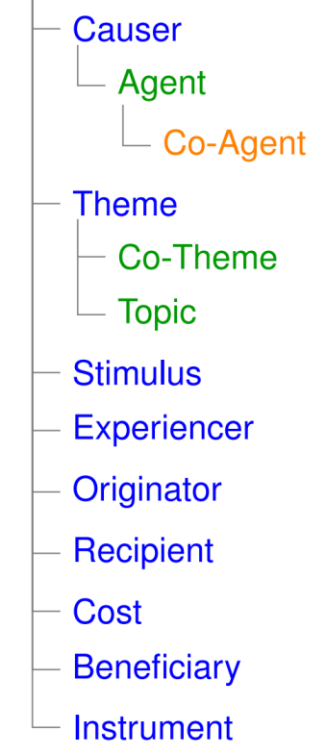 Causer
Agent
Co-Agent
Theme
Co-Theme
Topic
Stimulus
Experiencer
Originator
Recipient
Cost
Beneficiary
Instrument